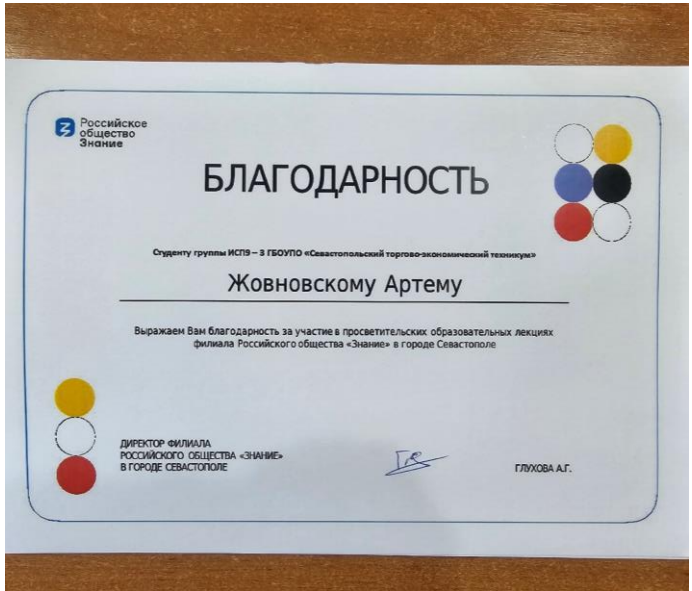 Российское
общество
Знание
БЛАГОДАРНОСТЬ
Студенту группы ИСП9 – 3 ГБОУПО «Севастопольский торгово-экономический техникум»
Жовновскому Артему
Выражаем Вам благодарность за участие в просветительских образовательных лекциях
филиала Российского общества «Знание» в городе Севастополе
ДИРЕКТОР ФИЛИАЛА
РОССИЙСКОГО ОБЩЕСТВА «ЗНАНИЕ»
В ГОРОДЕ СЕВАСТОПОЛЕ
ГЛУХОВА А.Г.